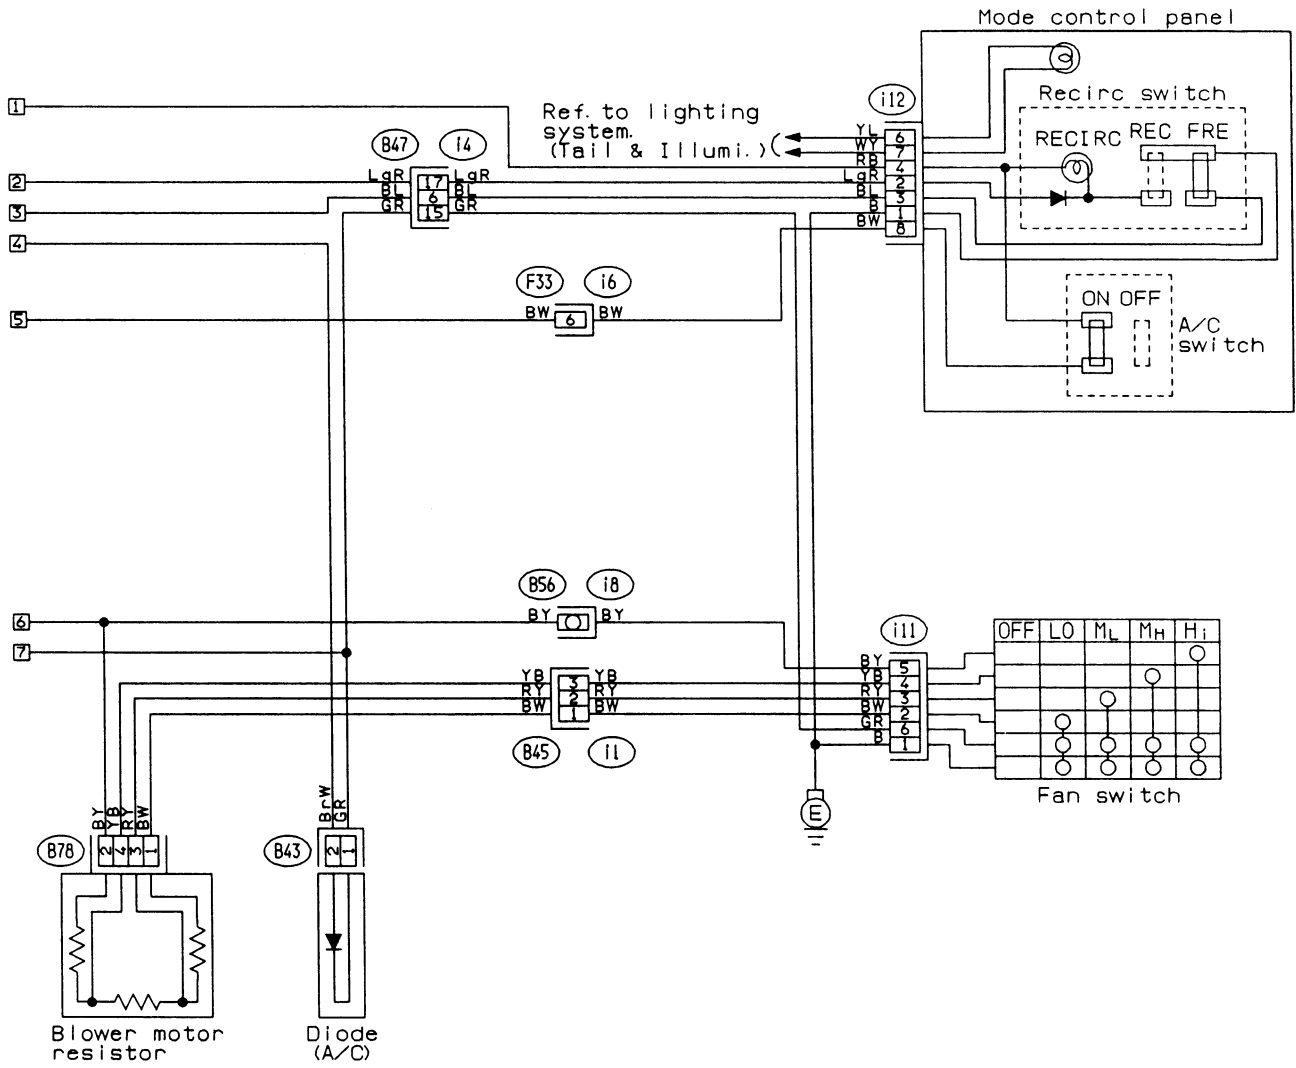 Mode control panel
1
Ref. to lighting
system.
(Tail & Illumi.)
i12
Recirc switch
RECIRC REC FRE
B47 i4
YL 6
WY 7
RB 4
2 LgR 17 LgR LgR 2
BL 6 BL BL 3
3 GR 15 GR B 1
BW 8
4
F33 i6
5 BW 6 BW
ON OFF
A/C
switch
B56 i8
6 BY BY
7
i11
OFF LO ML MH Hi
BY 5
YB 3 YB YB 4
RY 2 RY RY 3
BW 1 BW BW 2
GR 6
B 1
B45 i1
Fan switch
E
BY YB RY BW
BrW GR
B78 2 4 3 1
B43 2 1
Blower motor
resistor
Diode
(A/C)